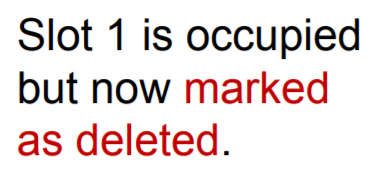 Slot 1 is occupied
but now marked
as deleted.